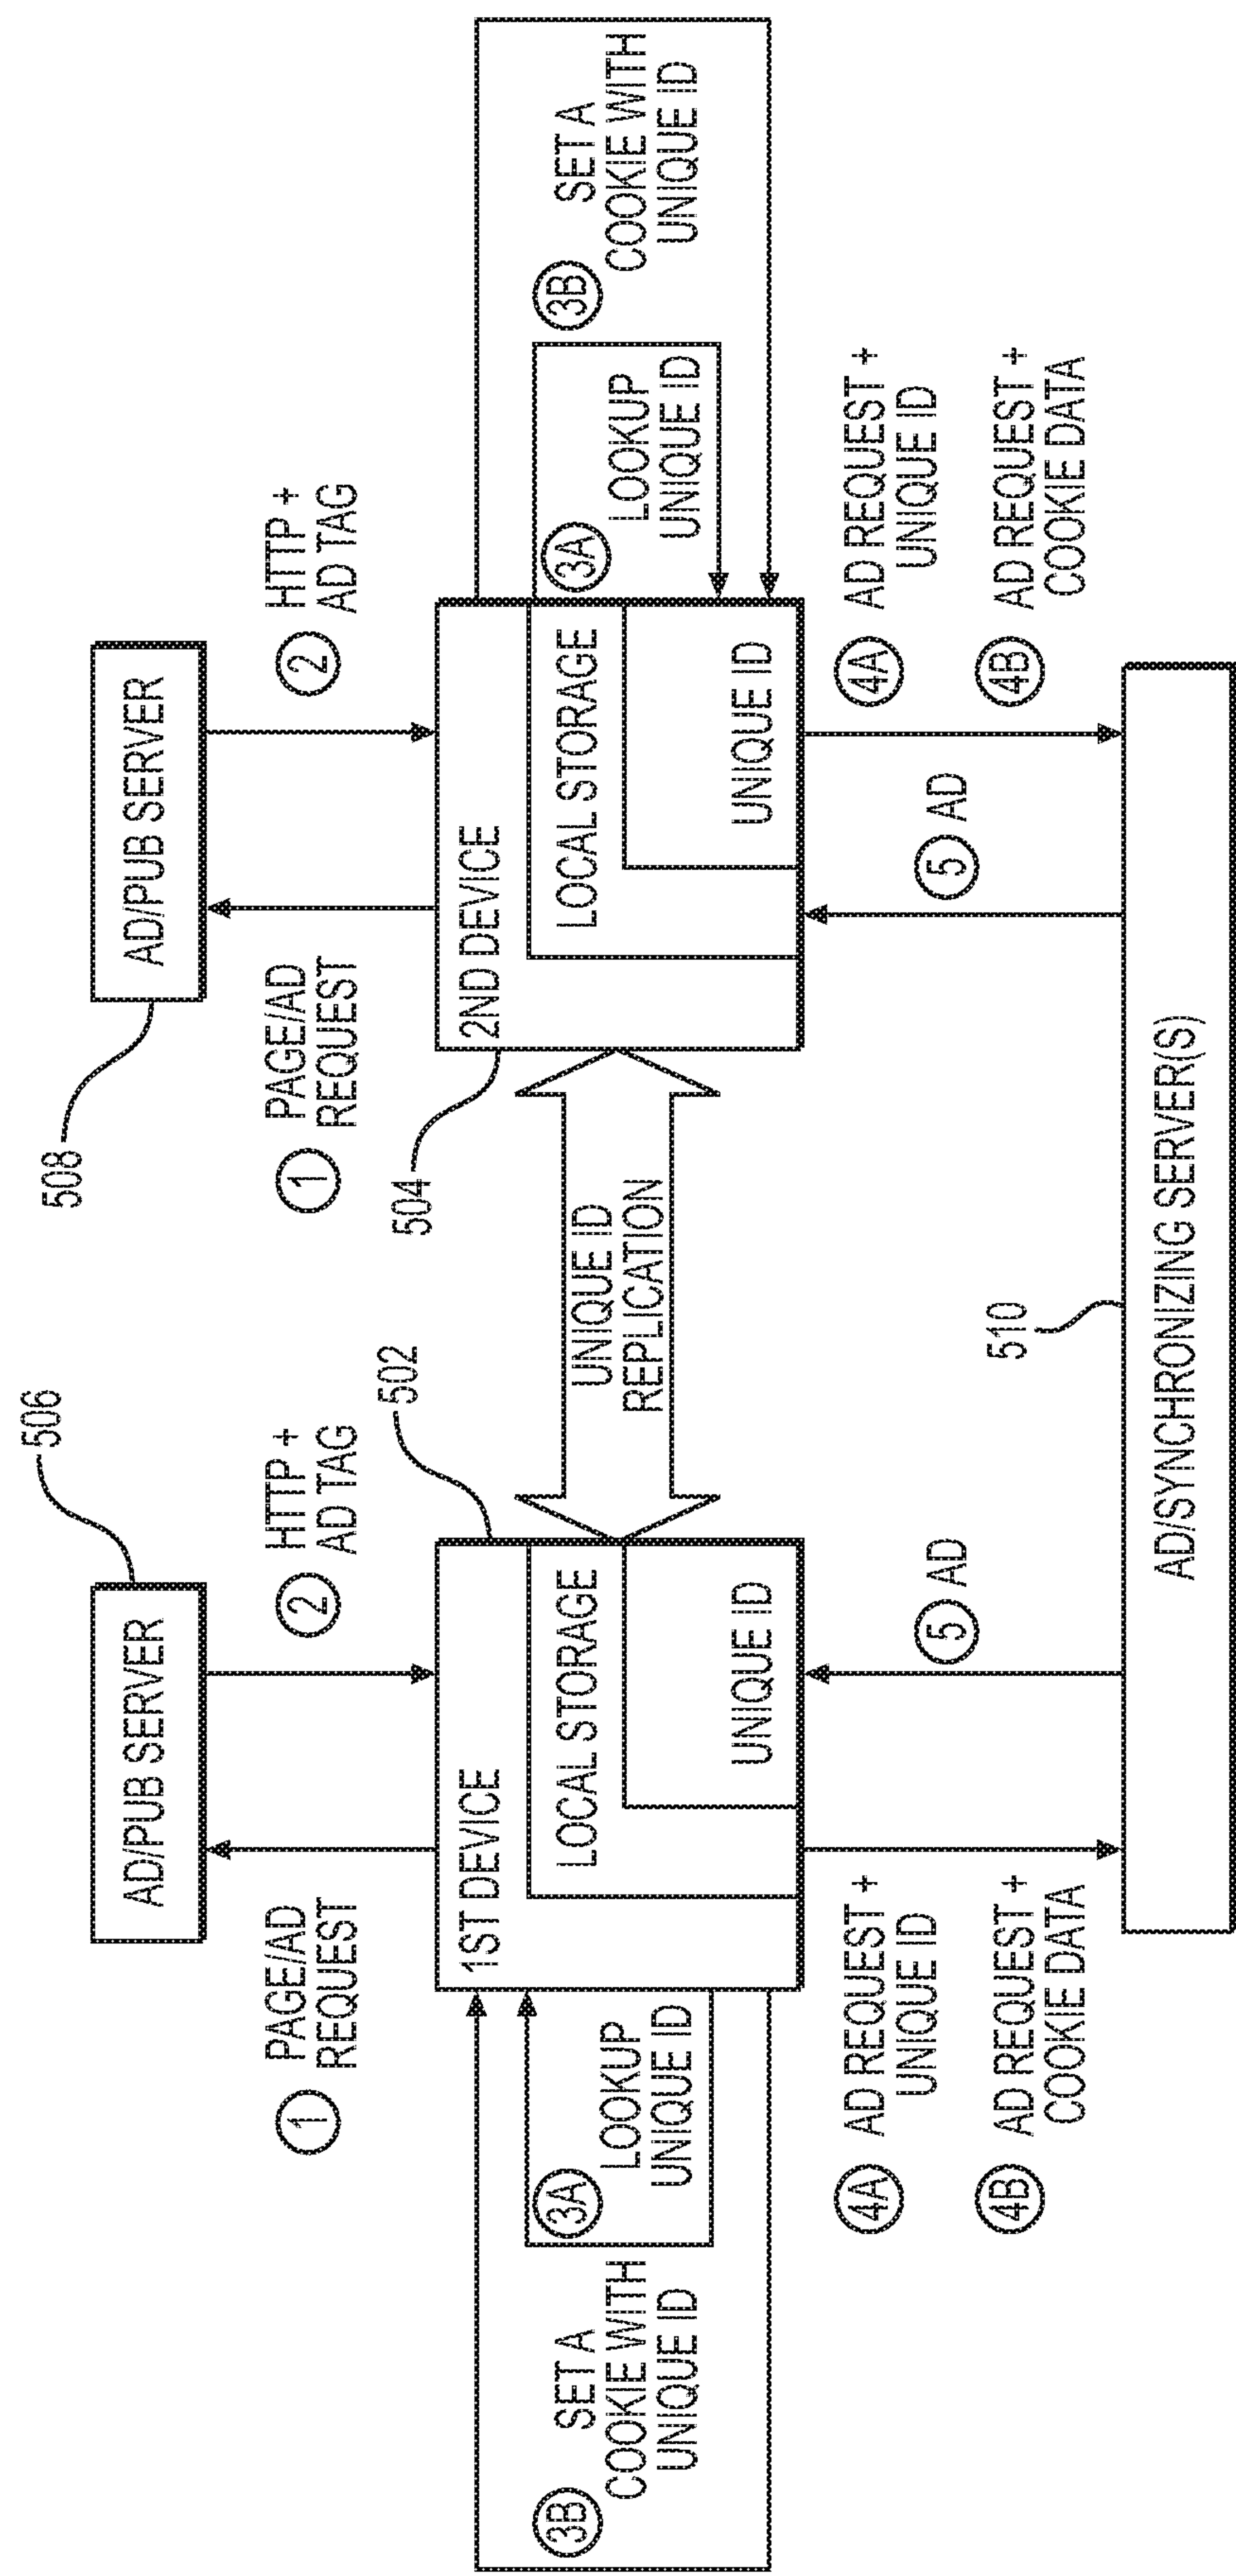 506
508
AD/PUB SERVER
AD/PUB SERVER
1
PAGE/AD
REQUEST
2
HTTP +
AD TAG
1
PAGE/AD
REQUEST
2
HTTP +
AD TAG
502
504
3B
SET A
COOKIE WITH
UNIQUE ID
3A
LOOKUP
UNIQUE ID
1ST DEVICE
LOCAL STORAGE
UNIQUE ID
UNIQUE ID
REPLICATION
2ND DEVICE
LOCAL STORAGE
UNIQUE ID
3A
LOOKUP
UNIQUE ID
3B
SET A
COOKIE WITH
UNIQUE ID
4A
AD REQUEST +
UNIQUE ID
4B
AD REQUEST +
COOKIE DATA
5
AD
510
5
AD
4A
AD REQUEST +
UNIQUE ID
4B
AD REQUEST +
COOKIE DATA
AD/SYNCHRONIZING SERVER(S)